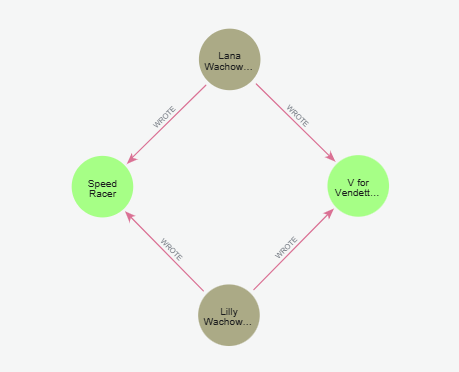 Lana
Wachow...
WROTE
WROTE
Speed
Racer
V for
Vendett...
WROTE
WROTE
Lilly
Wachow...